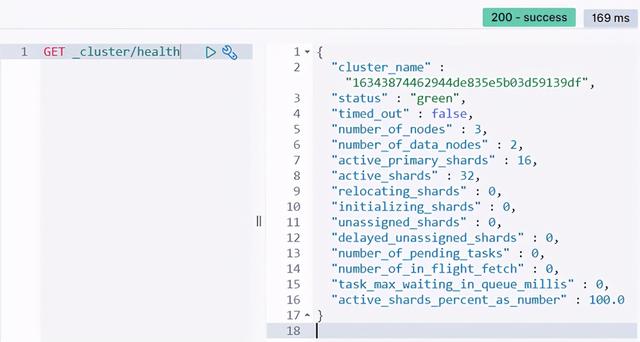 200 - success
169 ms
1
GET _cluster/health
1 {
2 "cluster_name" :
"16343874462944de835e5b03d59139df",
3 "status" : "green",
4 "timed_out" : false,
5 "number_of_nodes" : 3,
6 "number_of_data_nodes" : 2,
7 "active_primary_shards" : 16,
8 "active_shards" : 32,
9 "relocating_shards" : 0,
10 "initializing_shards" : 0,
11 "unassigned_shards" : 0,
12 "delayed_unassigned_shards" : 0,
13 "number_of_pending_tasks" : 0,
14 "number_of_in_flight_fetch" : 0,
15 "task_max_waiting_in_queue_millis" : 0,
16 "active_shards_percent_as_number" : 100.0
17 }
18